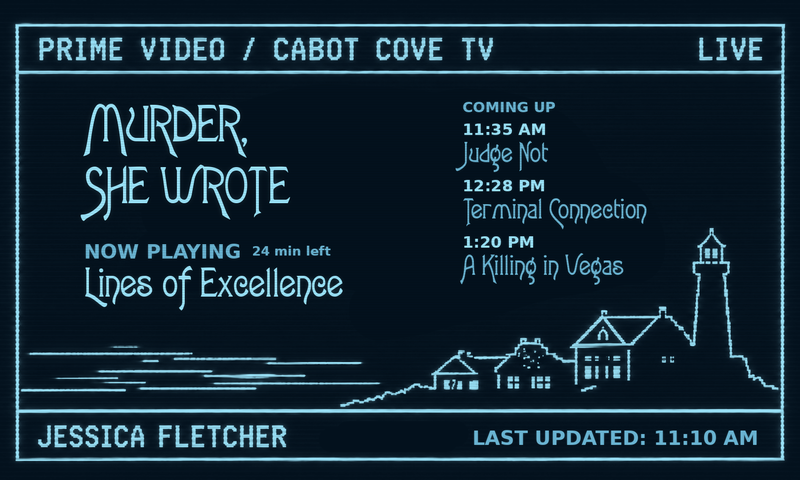 PRIME VIDEO / CABOT COVE TV
LIVE
MURDER,
SHE WROTE
NOW PLAYING 24 min left
Lines of Excellence
COMING UP
11:35 AM
Judge Not
12:28 PM
Terminal Connection
1:20 PM
A Killing in Vegas
JESSICA FLETCHER
LAST UPDATED: 11:10 AM